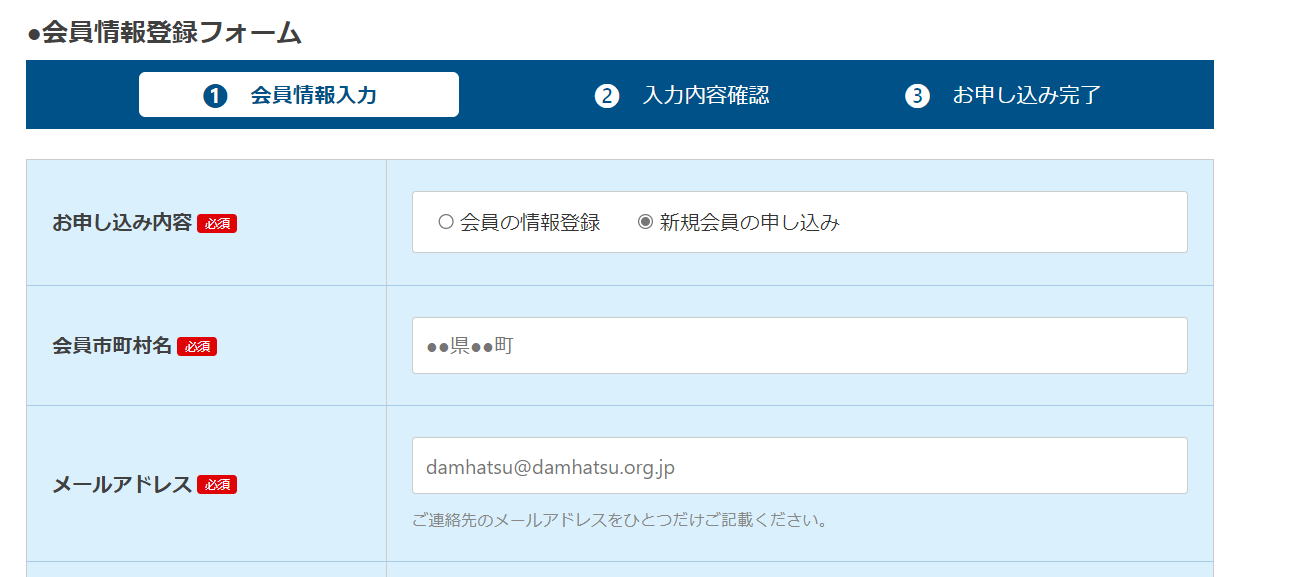 ●会員情報登録フォーム
1 会員情報入力 2 入力内容確認 3 お申し込み完了
お申し込み内容 必須 会員の情報登録 新規会員の申し込み
会員市町村名 必須 ●●県●●町
メールアドレス 必須 damhatsu@damhatsu.org.jp
ご連絡先のメールアドレスをひとつだけご記載ください。